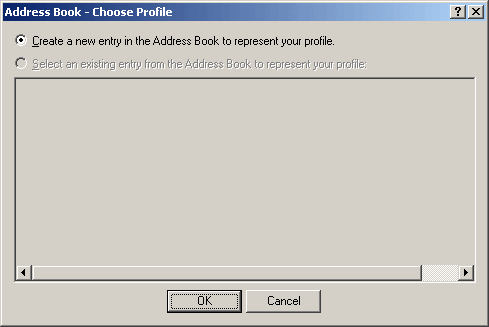 Address Book - Choose Profile
Create a new entry in the Address Book to represent your profile.
Select an existing entry from the Address Book to represent your profile:
OK
Cancel